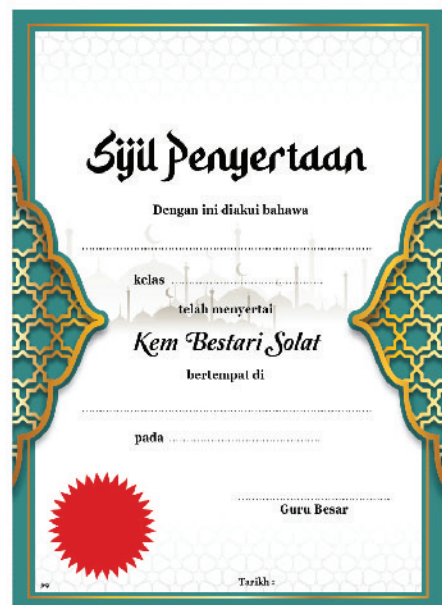 Sijil Penyertaan
Dengan ini diakui bahawa
kelas
telah menyertai
Kem Bestari Solat
bertempat di
pada
Guru Besar
Tarikh :